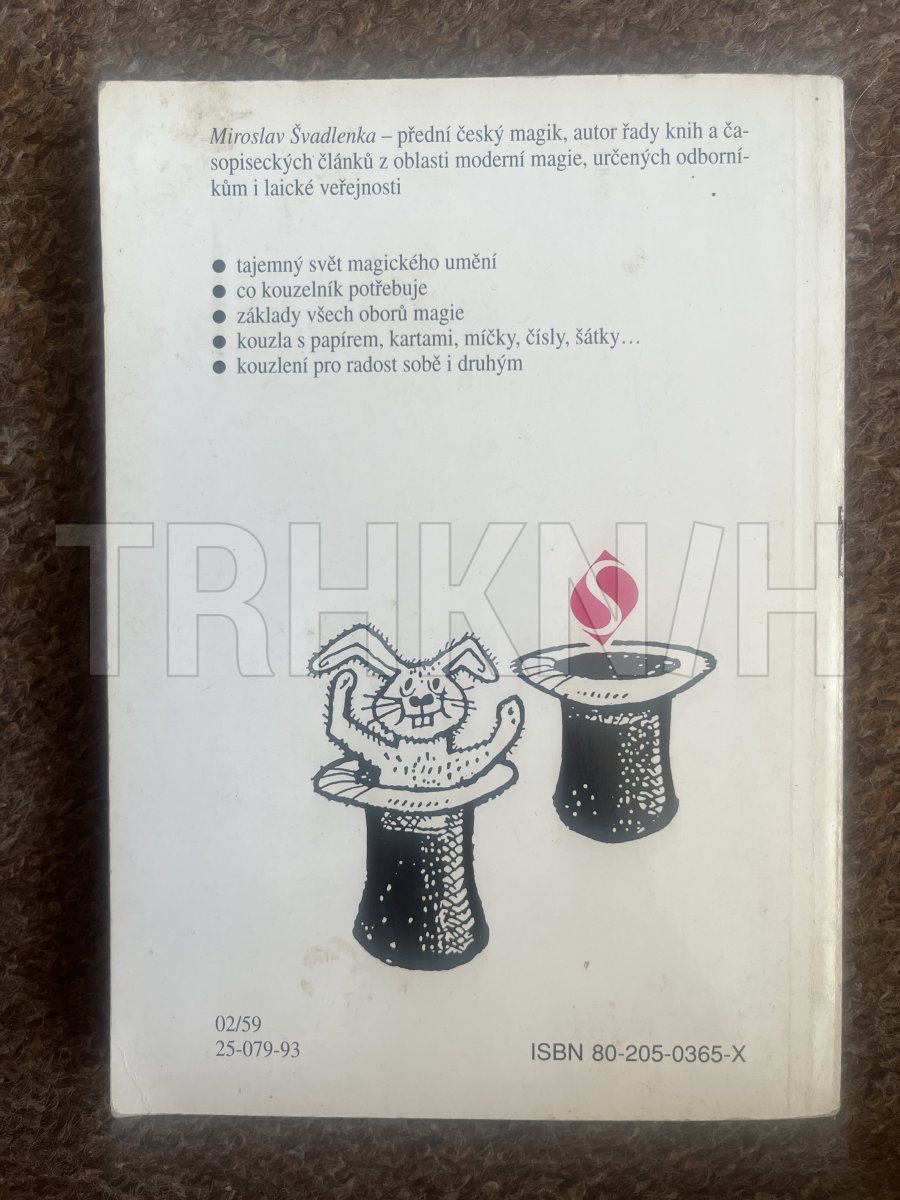 Miroslav Švadlenka – přední český magik, autor řady knih a ča-
sopiseckých článků z oblasti moderní magie, určených odborní-
kům i laické veřejnosti
● tajemný svět magického umění
● co kouzelník potřebuje
● základy všech oborů magie
● kouzla s papírem, kartami, míčky, čísly, šátky…
● kouzlení pro radost sobě i druhým
TRHKN/H
02/59
25-079-93
ISBN 80-205-0365-X